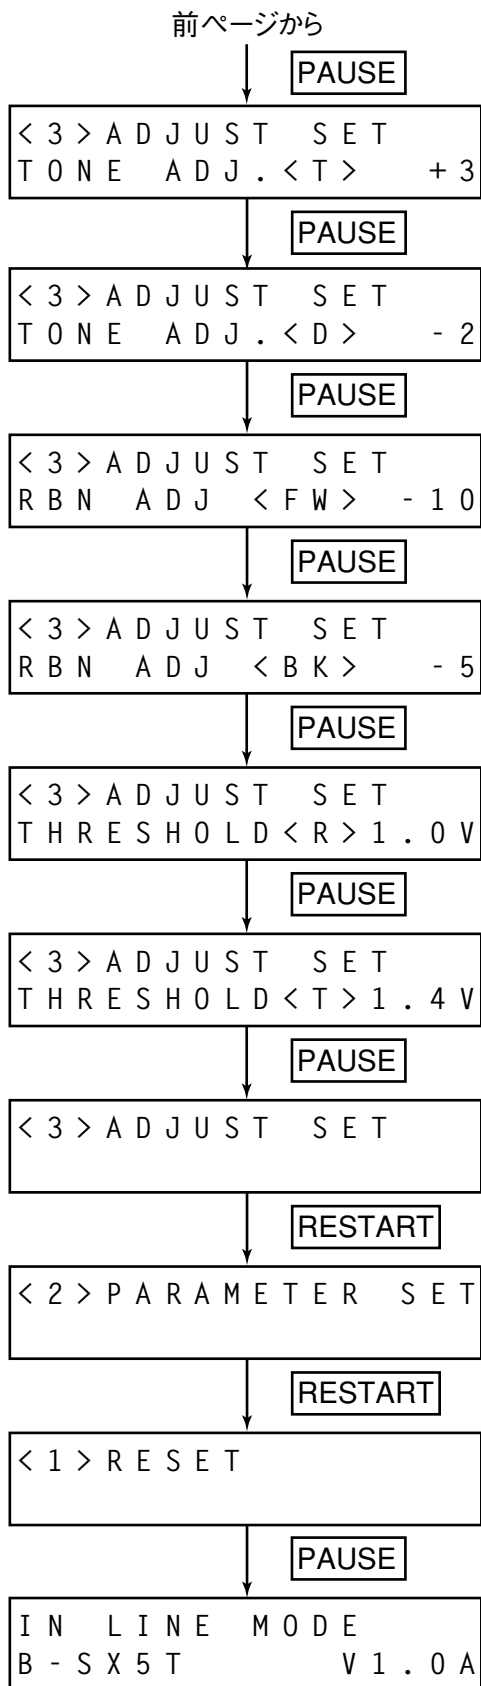 前ページから
PAUSE
<3>ADJUST SET
TONE ADJ.<T> +3
PAUSE
<3>ADJUST SET
TONE ADJ.<D> -2
PAUSE
<3>ADJUST SET
RBN ADJ <FW> -10
PAUSE
<3>ADJUST SET
RBN ADJ <BK> -5
PAUSE
<3>ADJUST SET
THRESHOLD<R>1.0V
PAUSE
<3>ADJUST SET
THRESHOLD<T>1.4V
PAUSE
<3>ADJUST SET
RESTART
<2>PARAMETER SET
RESTART
<1>RESET
PAUSE
IN LINE MODE
B-SX5T V1.0A